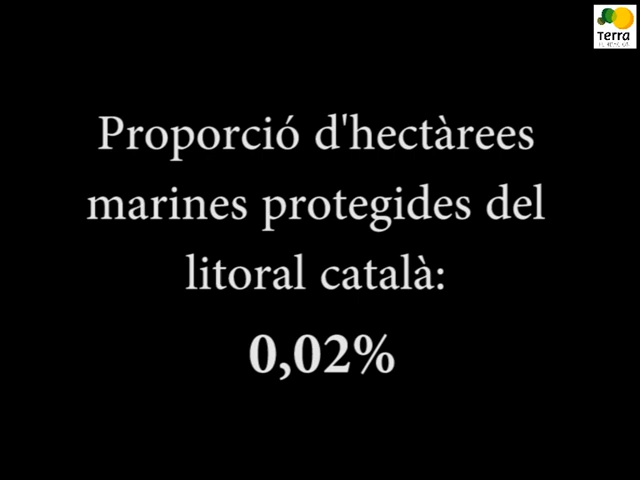 Terra
Proporció d'hectàrees
marines protegides del
litoral català:
0,02%